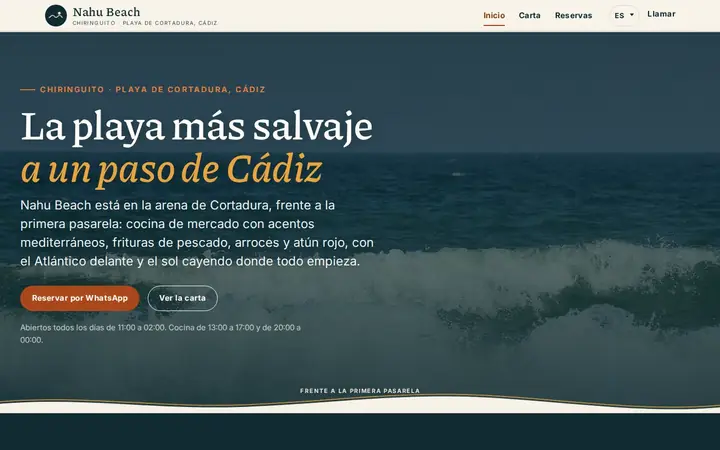 Nahu Beach
CHIRINGUITO · PLAYA DE CORTADURA, CÁDIZ
Inicio
Carta
Reservas
ES
Llamar
CHIRINGUITO · PLAYA DE CORTADURA, CÁDIZ
La playa más salvaje
a un paso de Cádiz
Nahu Beach está en la arena de Cortadura, frente a la
primera pasarela: cocina de mercado con acentos
mediterráneos, frituras de pescado, arroces y atún rojo, con
el Atlántico delante y el sol cayendo donde todo empieza.
Reservar por WhatsApp
Ver la carta
Abiertos todos los días de 11:00 a 02:00. Cocina de 13:00 a 17:00 y de 20:00 a
00:00.
FRENTE A LA PRIMERA PASARELA